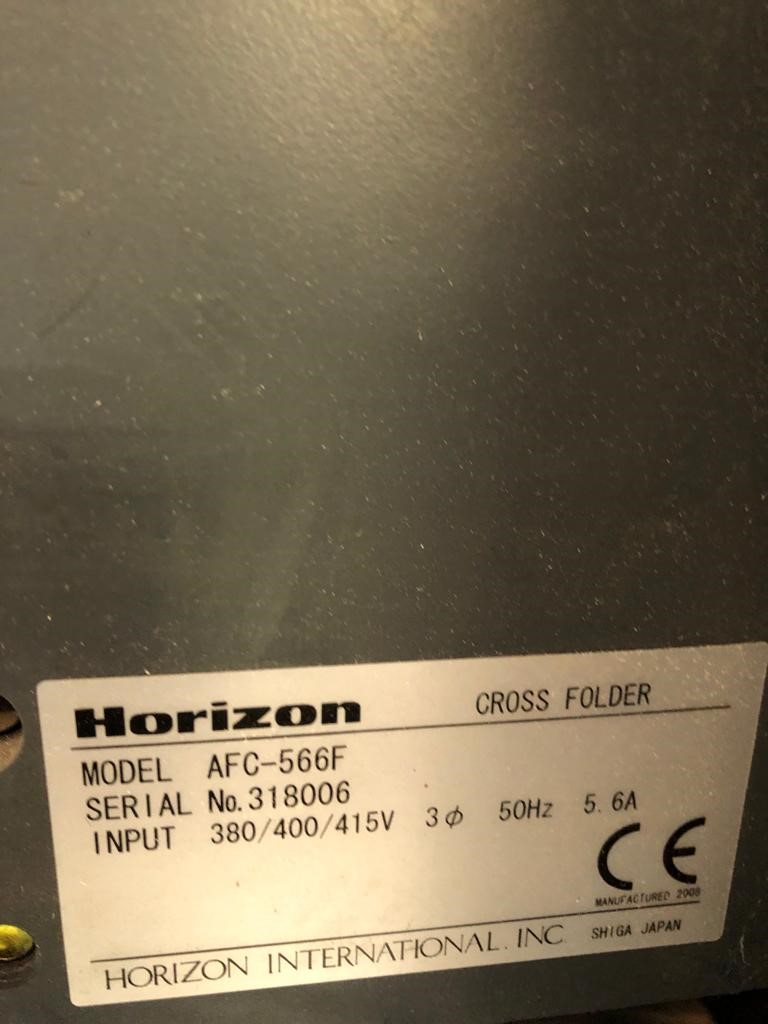 Horizon CROSS FOLDER
MODEL AFC-566F
SERIAL No. 318006
INPUT 380/400/415V 3φ 50Hz 5.6A
CE
MANUFACTURED 2008
HORIZON INTERNATIONAL. INC. SHIGA JAPAN